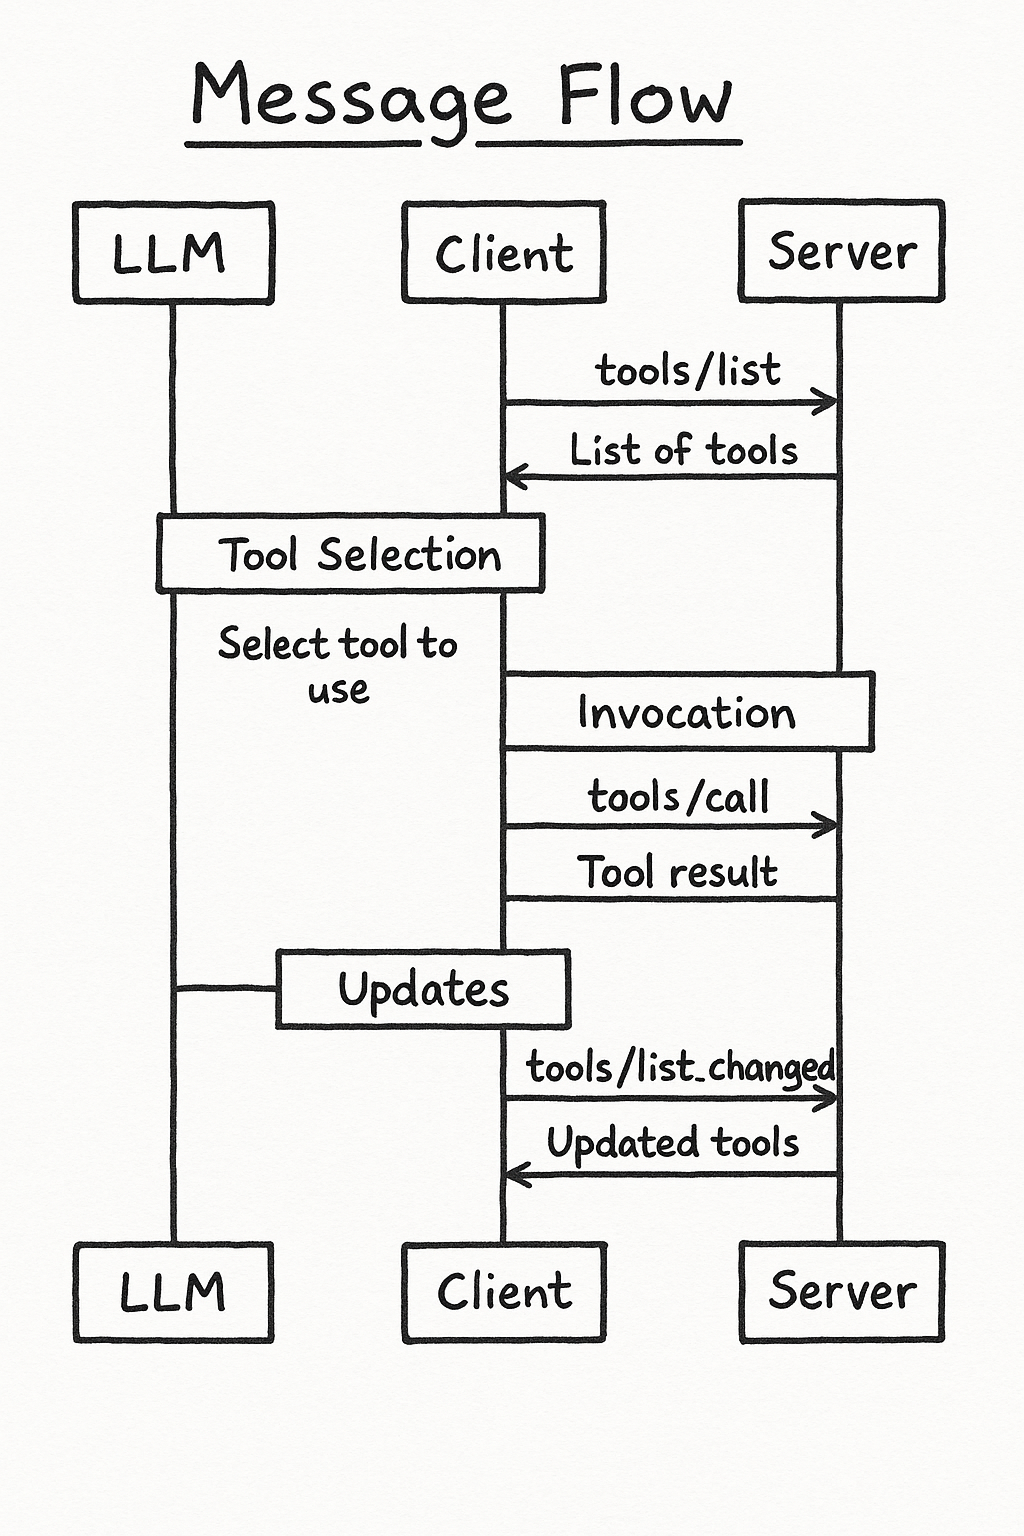 Message Flow
LLM
Client
Server
tools/list
List of tools
Tool Selection
Select tool to
use
Invocation
tools/call
Tool result
Updates
tools/list_changed
Updated tools
LLM
Client
Server